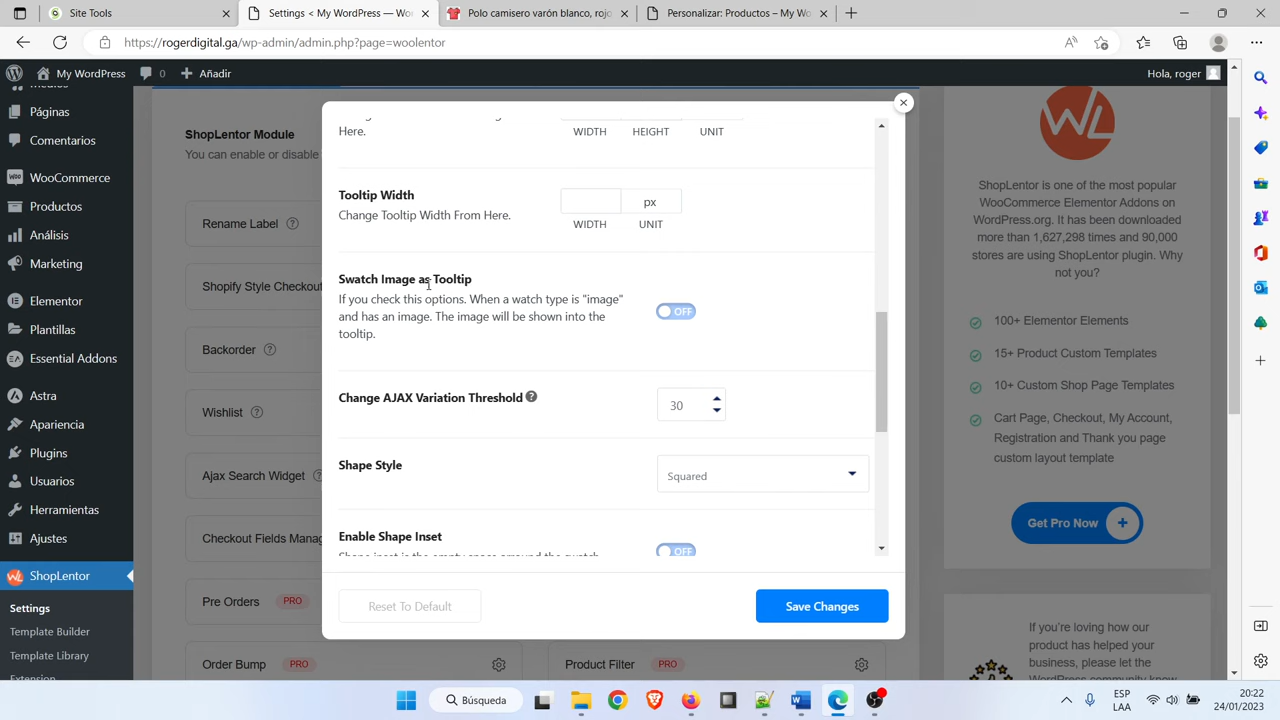 Site Tools
Settings < My WordPress — Wo
Polo camisero varón blanco, rojo
Personalizar: Productos – My Wo
https://rogerdigital.ga/wp-admin/admin.php?page=woolentor
My WordPress
0
Añadir
Hola, roger
Medios
Páginas
Comentarios
WooCommerce
Productos
Análisis
Marketing
Elementor
Plantillas
Essential Addons
Astra
Apariencia
Plugins
Usuarios
Herramientas
Ajustes
ShopLentor
Settings
Template Builder
Template Library
Extension
ShopLentor Module
You can enable or disable
Rename Label
Shopify Style Checkout
Backorder
Wishlist
Ajax Search Widget
Checkout Fields Mana
Pre Orders PRO
Order Bump PRO
Product Filter PRO
Here.
WIDTH HEIGHT UNIT
Tooltip Width
Change Tooltip Width From Here.
px
WIDTH UNIT
Swatch Image as Tooltip
If you check this options. When a watch type is "image"
and has an image. The image will be shown into the
tooltip.
OFF
Change AJAX Variation Threshold
30
Shape Style
Squared
Enable Shape Inset
Shape inset is the empty space around the swatch
OFF
Reset To Default
Save Changes
ShopLentor is one of the most popular
WooCommerce Elementor Addons on
WordPress.org. It has been downloaded
more than 1,627,298 times and 90,000
stores are using ShopLentor plugin. Why
not you?
100+ Elementor Elements
15+ Product Custom Templates
10+ Custom Shop Page Templates
Cart Page, Checkout, My Account,
Registration and Thank you page
custom layout template
Get Pro Now
If you're loving how our
product has helped your
business, please let the
WordPress community know
Búsqueda
ESP
LAA
20:22
24/01/2023